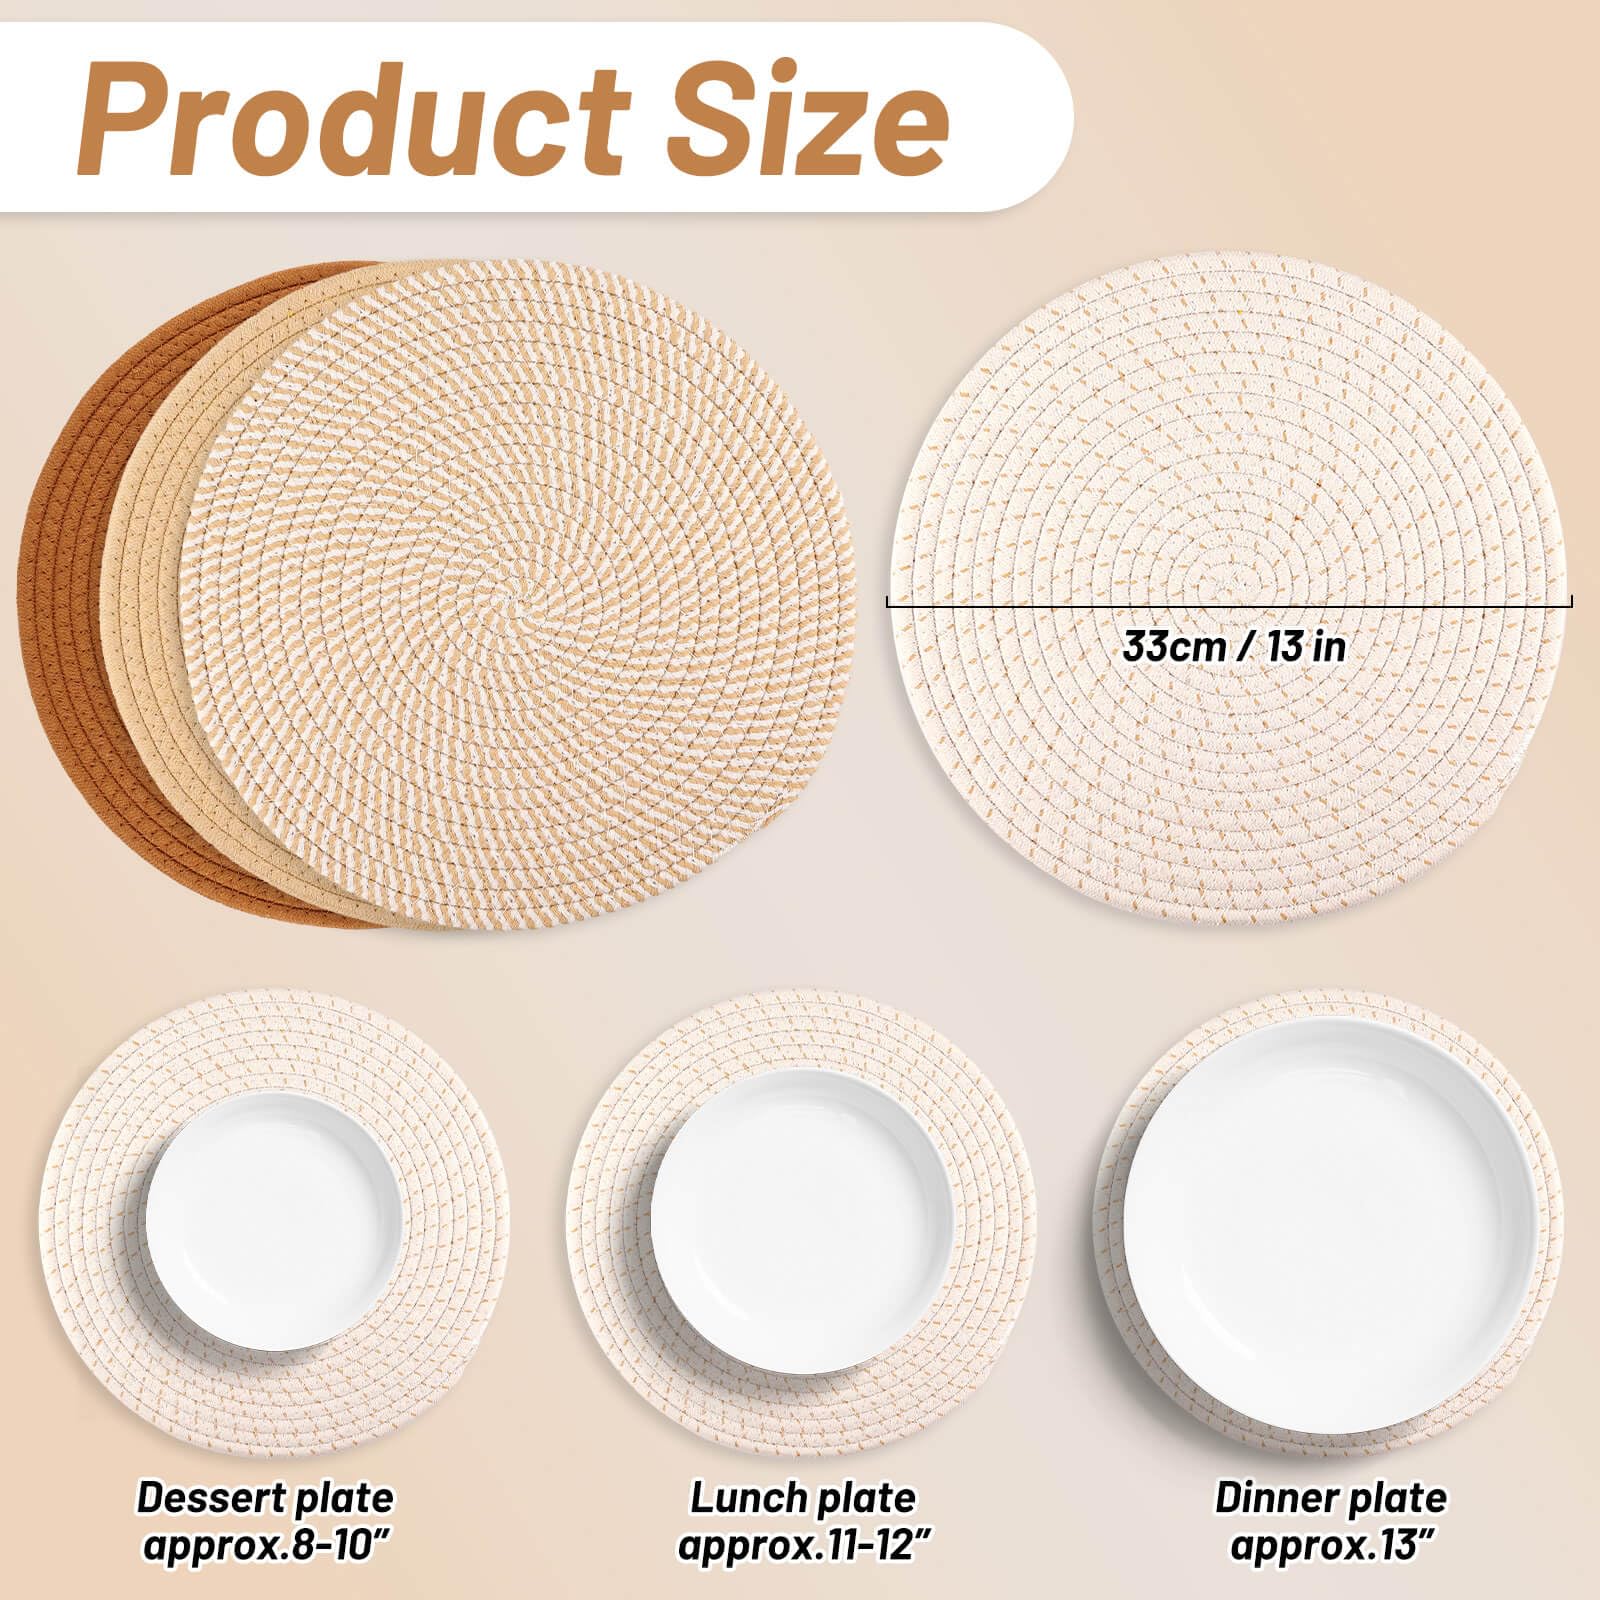 Product Size
33cm / 13 in
Dessert plate
approx.8-10”
Lunch plate
approx.11-12”
Dinner plate
approx.13”